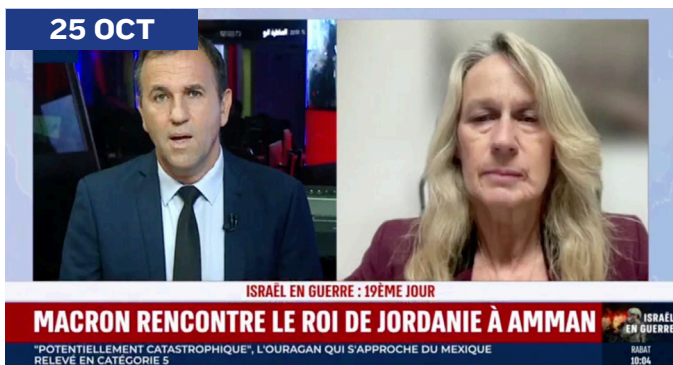 25 OCT
ISRAËL EN GUERRE : 19ÈME JOUR
MACRON RENCONTRE LE ROI DE JORDANIE À AMMAN
ISRAËL
EN GUERRE
"POTENTIELLEMENT CATASTROPHIQUE", L'OURAGAN QUI S'APPROCHE DU MEXIQUE
RELEVÉ EN CATÉGORIE 5
RABAT
10:04